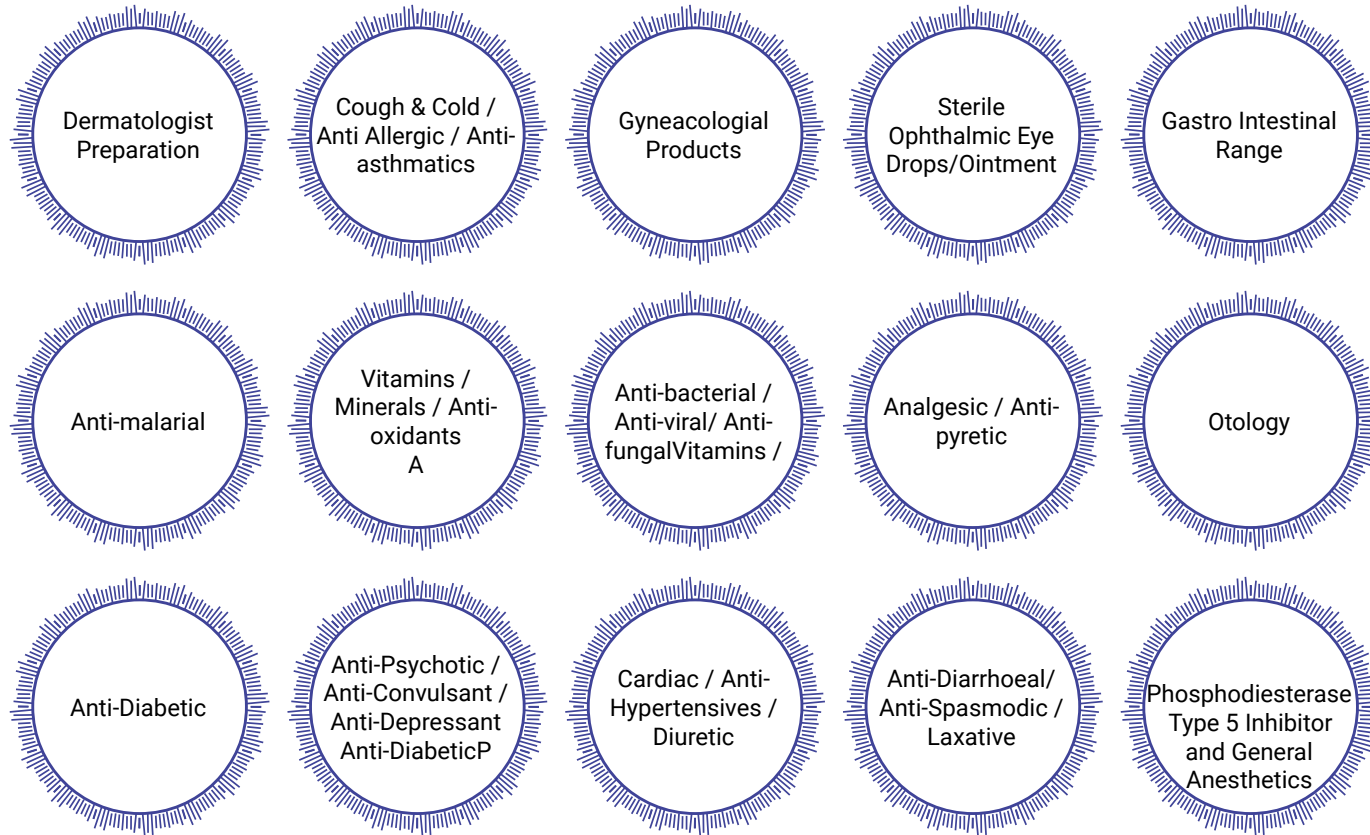 Dermatologist
Preparation
Cough & Cold /
Anti Allergic / Anti-
asthmatics
Gyneacologial
Products
Sterile
Ophthalmic Eye
Drops/Ointment
Gastro Intestinal
Range
Anti-malarial
Vitamins /
Minerals / Anti-
oxidants
A
Anti-bacterial /
Anti-viral/ Anti-
fungalVitamins /
Analgesic / Anti-
pyretic
Otology
Anti-Diabetic
Anti-Psychotic /
Anti-Convulsant /
Anti-Depressant
Anti-DiabeticP
Cardiac / Anti-
Hypertensives /
Diuretic
Anti-Diarrhoeal/
Anti-Spasmodic /
Laxative
Phosphodiesterase
Type 5 Inhibitor
and General
Anesthetics